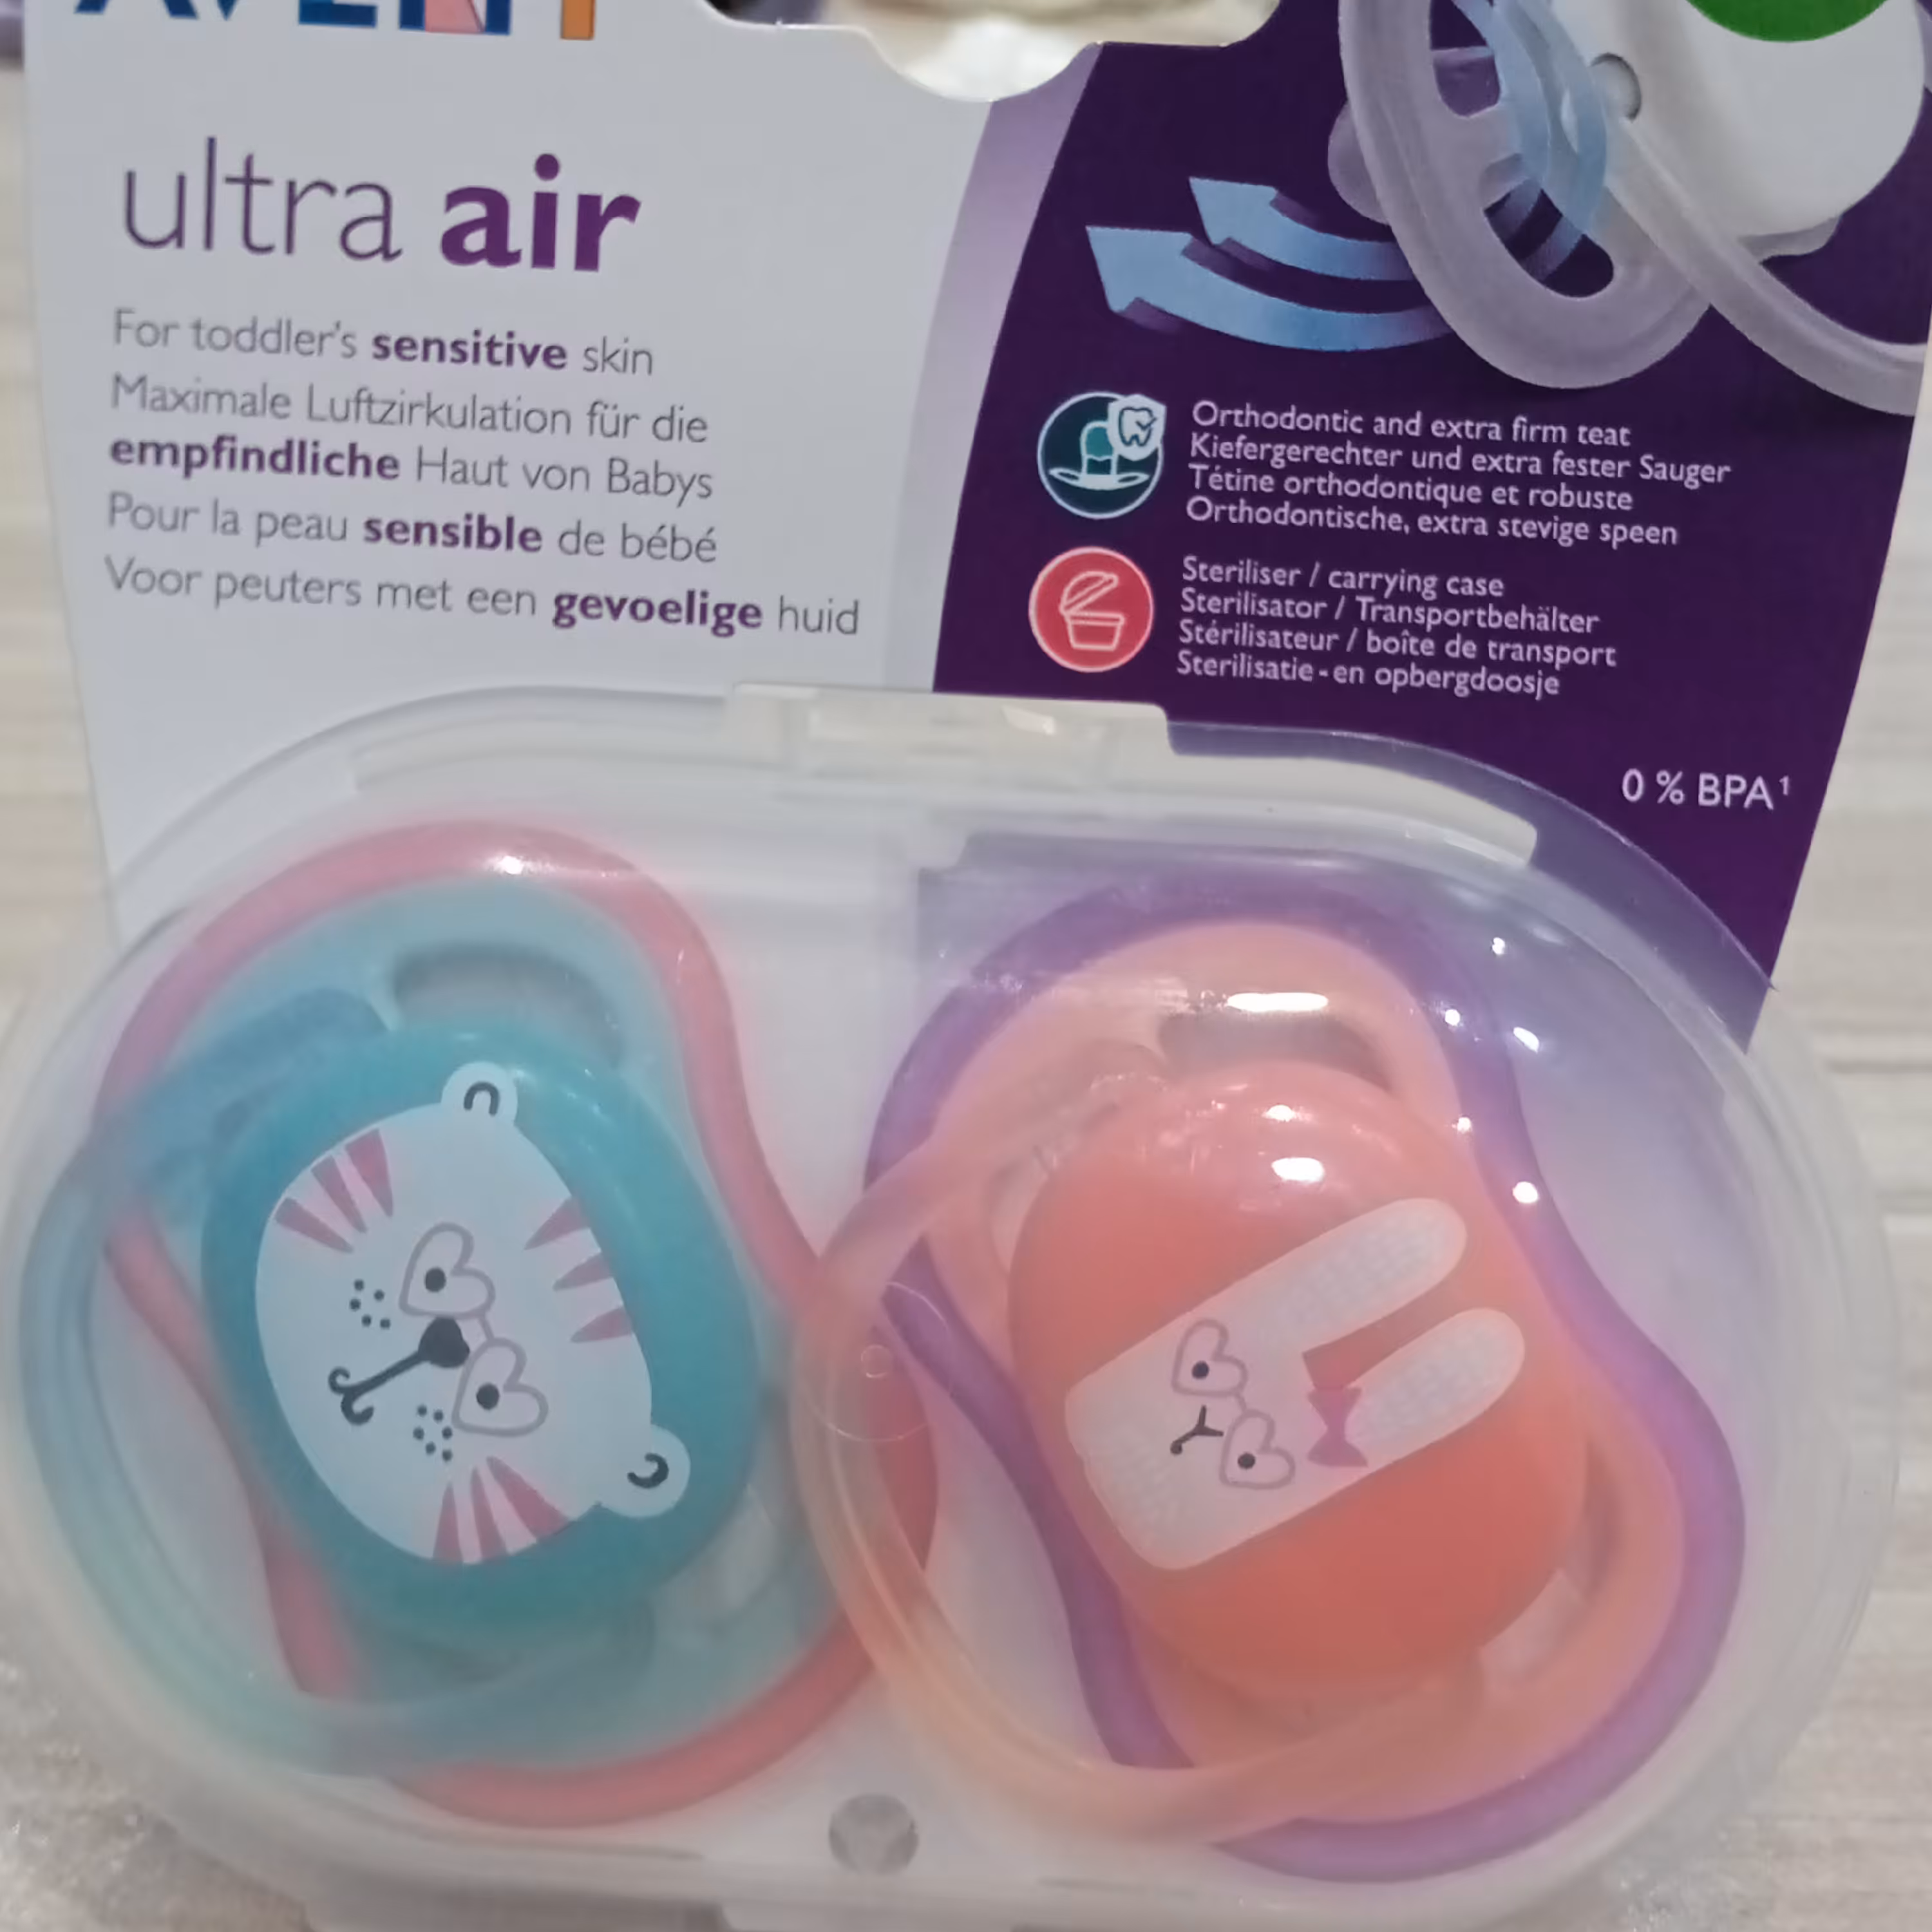 AVENT
ultra air
For toddler's sensitive skin
Maximale Luftzirkulation für die
empfindliche Haut von Babys
Pour la peau sensible de bébé
Voor peuters met een gevoelige huid
Orthodontic and extra firm teat
Kiefergerechter und extra fester Sauger
Tétine orthodontique et robuste
Orthodontische, extra stevige speen
Steriliser / carrying case
Sterilisator / Transportbehälter
Stérilisateur / boîte de transport
Sterilisatie-en opbergdoosje
0 % BPA¹